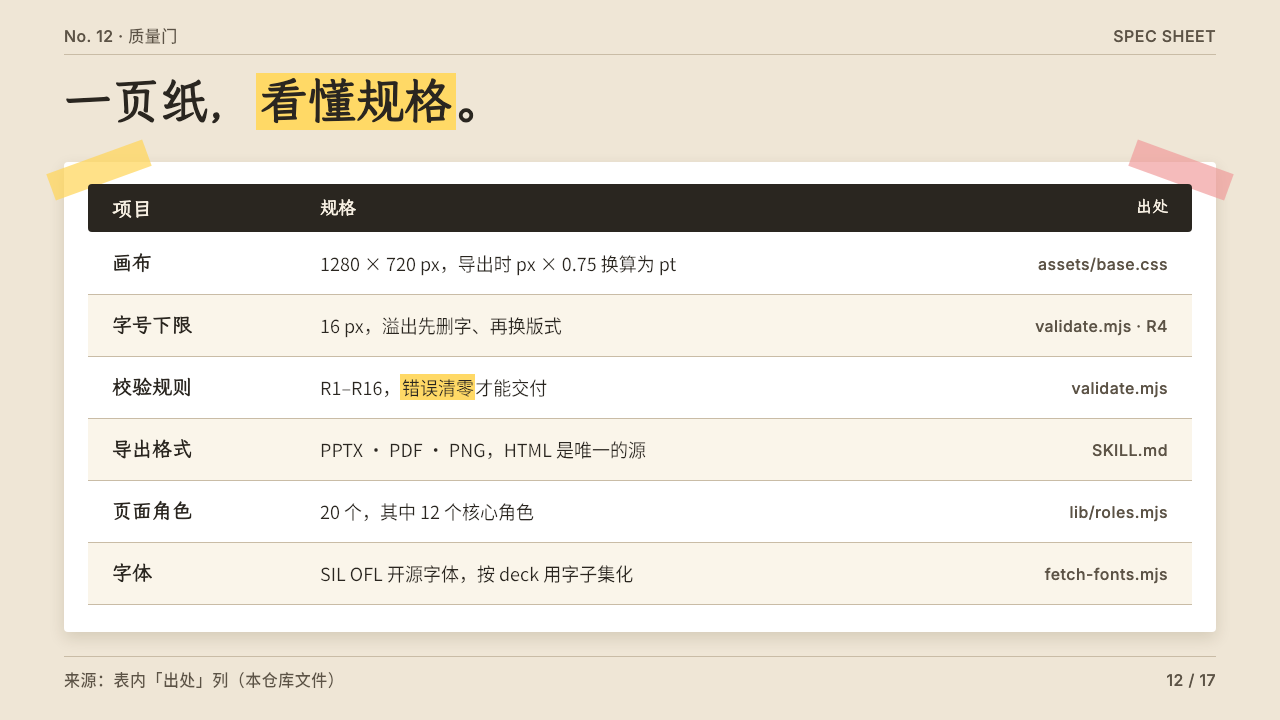 No. 12 · 质量门
SPEC SHEET
一页纸，看懂规格。
项目 规格 出处
画布 1280 × 720 px，导出时 px × 0.75 换算为 pt assets/base.css
字号下限 16 px，溢出先删字、再换版式 validate.mjs · R4
校验规则 R1–R16，错误清零才能交付 validate.mjs
导出格式 PPTX · PDF · PNG，HTML 是唯一的源 SKILL.md
页面角色 20 个，其中 12 个核心角色 lib/roles.mjs
字体 SIL OFL 开源字体，按 deck 用字子集化 fetch-fonts.mjs
来源：表内「出处」列（本仓库文件）
12 / 17